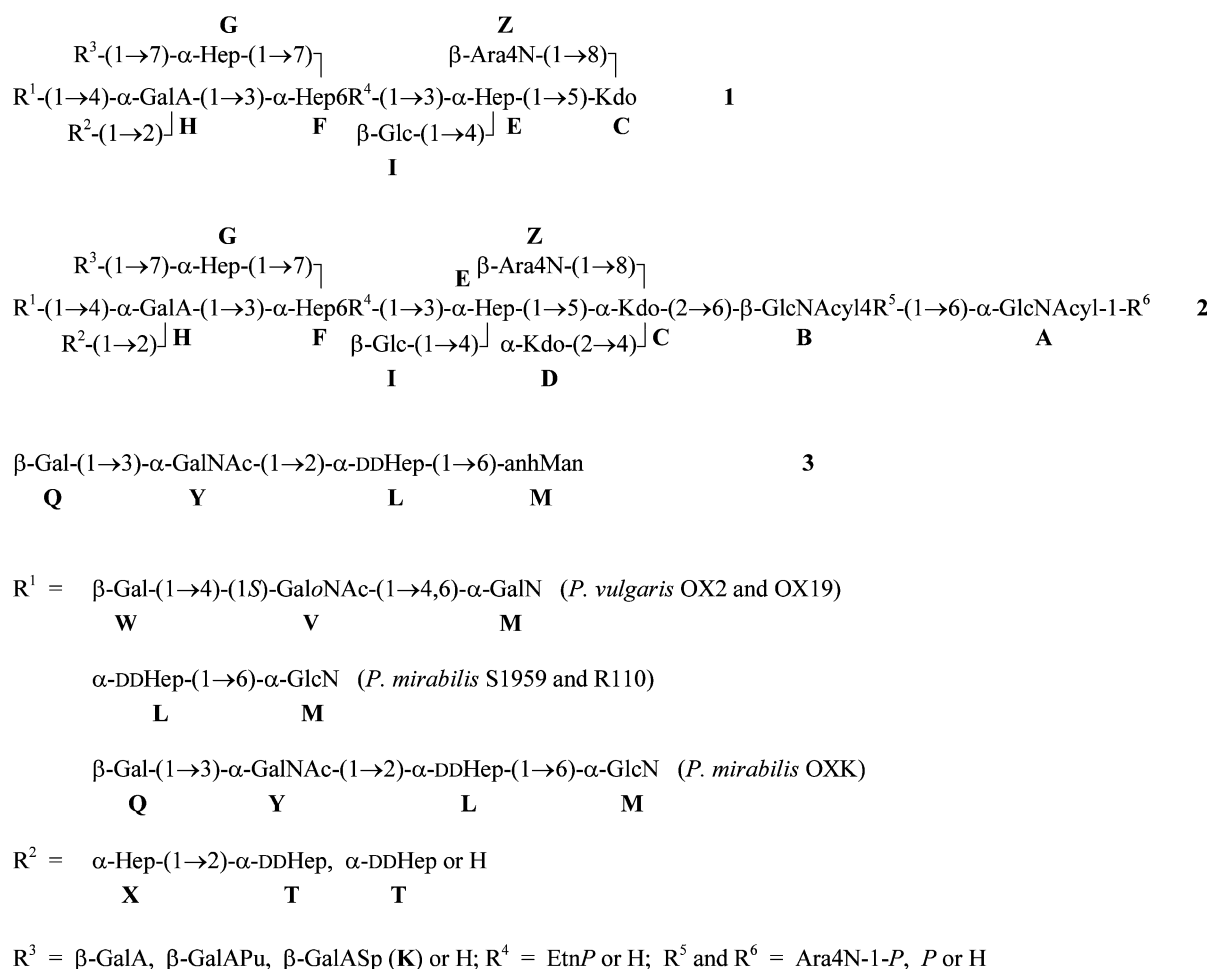 G Z
R³-(1→7)-α-Hep-(1→7)┐ β-Ara4N-(1→8)┐
R¹-(1→4)-α-GalA-(1→3)-α-Hep6R⁴-(1→3)-α-Hep-(1→5)-Kdo 1
R²-(1→2)┘H F β-Glc-(1→4)┘ E C
I
G Z
R³-(1→7)-α-Hep-(1→7)┐ E β-Ara4N-(1→8)┐
R¹-(1→4)-α-GalA-(1→3)-α-Hep6R⁴-(1→3)-α-Hep-(1→5)-α-Kdo-(2→6)-β-GlcNAcyl4R⁵-(1→6)-α-GlcNAcyl-1-R⁶ 2
R²-(1→2)┘H F β-Glc-(1→4)┘ α-Kdo-(2→4)┘C B A
I D
β-Gal-(1→3)-α-GalNAc-(1→2)-α-DDHep-(1→6)-anhMan 3
Q Y L M
R¹ = β-Gal-(1→4)-(1S)-GaloNAc-(1→4,6)-α-GalN (P. vulgaris OX2 and OX19)
W V M
α-DDHep-(1→6)-α-GlcN (P. mirabilis S1959 and R110)
L M
β-Gal-(1→3)-α-GalNAc-(1→2)-α-DDHep-(1→6)-α-GlcN (P. mirabilis OXK)
Q Y L M
R² = α-Hep-(1→2)-α-DDHep, α-DDHep or H
X T T
R³ = β-GalA, β-GalAPu, β-GalASp (K) or H; R⁴ = EtnP or H; R⁵ and R⁶ = Ara4N-1-P, P or H